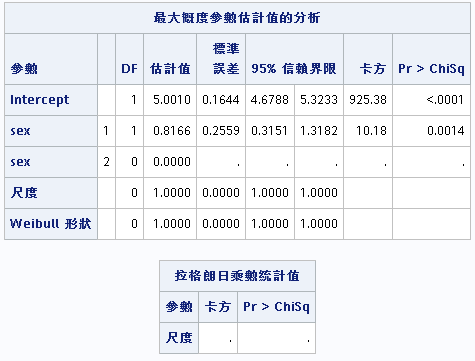 最大概度參數估計值的分析
參數 DF 估計值 標準誤差 95% 信賴界限 卡方 Pr > ChiSq
Intercept 1 5.0010 0.1644 4.6788 5.3233 925.38 <.0001
sex 1 1 0.8166 0.2559 0.3151 1.3182 10.18 0.0014
sex 2 0 0.0000 . . . . .
尺度 0 1.0000 0.0000 1.0000 1.0000
Weibull 形狀 0 1.0000 0.0000 1.0000 1.0000
拉格朗日乘數統計值
參數 卡方 Pr > ChiSq
尺度 . .